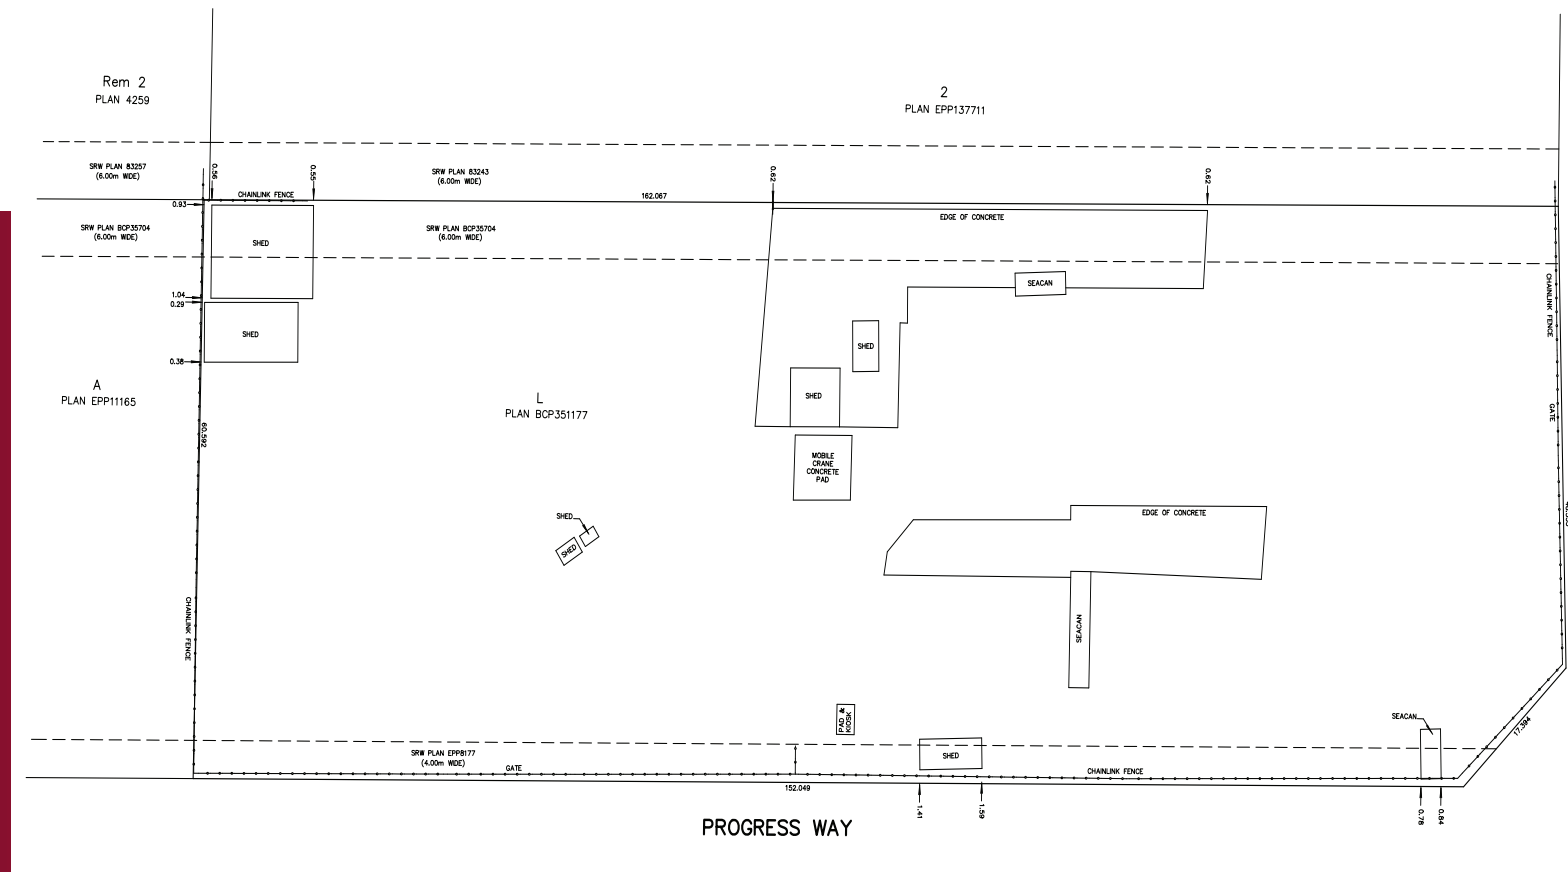 Rem 2
PLAN 4259
2
PLAN EPP137711
SRW PLAN 83257
(6.00m WIDE)
0.56
0.55
SRW PLAN 83243
(6.00m WIDE)
0.62
0.62
CHAINLINK FENCE
162.067
0.93
EDGE OF CONCRETE
SRW PLAN BCP35704
(6.00m WIDE)
SHED
SRW PLAN BCP35704
(6.00m WIDE)
SEACAN
CHAINLINK FENCE
1.04
0.29
SHED
SHED
0.38
A
PLAN EPP11165
L
PLAN BCP351177
SHED
GATE
60.592
MOBILE
CRANE
CONCRETE
PAD
SHED
SHED
EDGE OF CONCRETE
CHAINLINK FENCE
SEACAN
PAD &
KIOSK
SEACAN
17.394
SRW PLAN EPP8177
(4.00m WIDE)
SHED
GATE
CHAINLINK FENCE
152.049
1.41
1.59
0.78
0.84
PROGRESS WAY